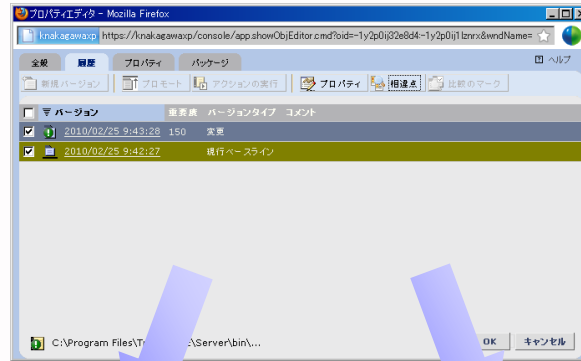 プロパティエディタ - Mozilla Firefox
knakagawaxp https://knakagawaxp/console/app.showObjEditor.cmd?oid=-1y2p0ij32e8d4:-1y2p0ij1lznrx&wndName=
全般 履歴 プロパティ パッケージ ヘルプ
新規バージョン プロモート アクションの実行 プロパティ 相違点 比較のマーク
バージョン 重要度 バージョンタイプ コメント
2010/02/25 9:43:28 150 変更
2010/02/25 9:42:27 現行ベースライン
C:\Program Files\T \Server\bin\...
OK キャンセル